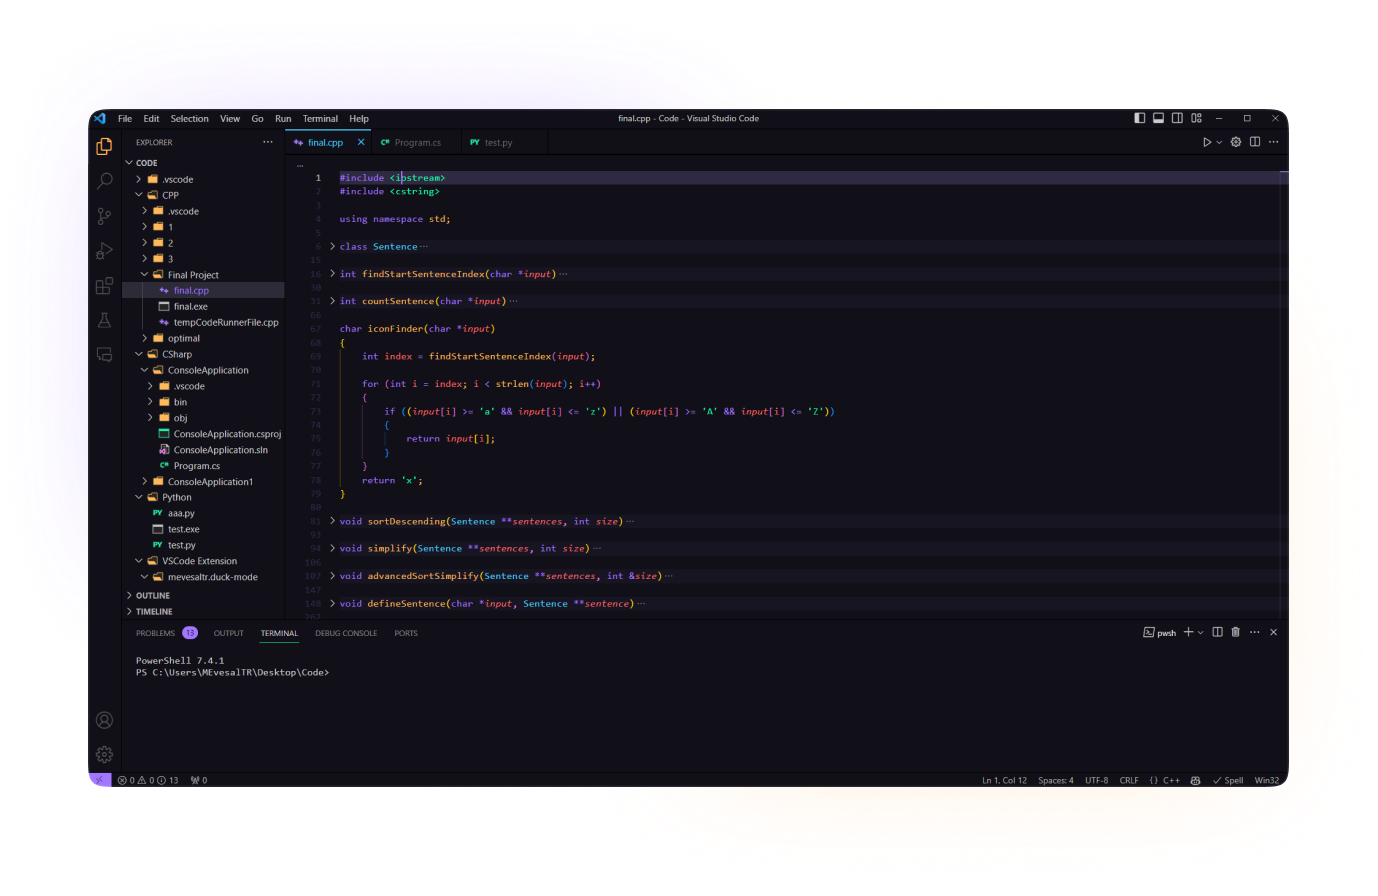 File Edit Selection View Go Run Terminal Help
final.cpp - Code - Visual Studio Code
EXPLORER ···
CODE
.vscode
CPP
.vscode
1
2
3
Final Project
final.cpp
final.exe
tempCodeRunnerFile.cpp
optimal
CSharp
ConsoleApplication
.vscode
bin
obj
ConsoleApplication.csproj
ConsoleApplication.sln
C# Program.cs
ConsoleApplication1
Python
PY aaa.py
test.exe
PY test.py
VSCode Extension
mevesaltr.duck-mode
OUTLINE
TIMELINE
final.cpp × C# Program.cs PY test.py
...
1 #include <iostream>
2 #include <cstring>
3
4 using namespace std;
5
6 class Sentence ···
15
16 int findStartSentenceIndex(char *input) ···
30
31 int countSentence(char *input) ···
66
67 char iconFinder(char *input)
68 {
69 int index = findStartSentenceIndex(input);
70
71 for (int i = index; i < strlen(input); i++)
72 {
73 if ((input[i] >= 'a' && input[i] <= 'z') || (input[i] >= 'A' && input[i] <= 'Z'))
74 {
75 return input[i];
76 }
77 }
78 return 'x';
79 }
80
81 void sortDescending(Sentence **sentences, int size) ···
93
94 void simplify(Sentence **sentences, int size) ···
106
107 void advancedSortSimplify(Sentence **sentences, int &size) ···
147
148 void defineSentence(char *input, Sentence **sentence) ···
PROBLEMS 13 OUTPUT TERMINAL DEBUG CONSOLE PORTS
pwsh
PowerShell 7.4.1
PS C:\Users\MEvesalTR\Desktop\Code>
0 0 13 0
Ln 1, Col 12 Spaces: 4 UTF-8 CRLF {} C++ Spell Win32